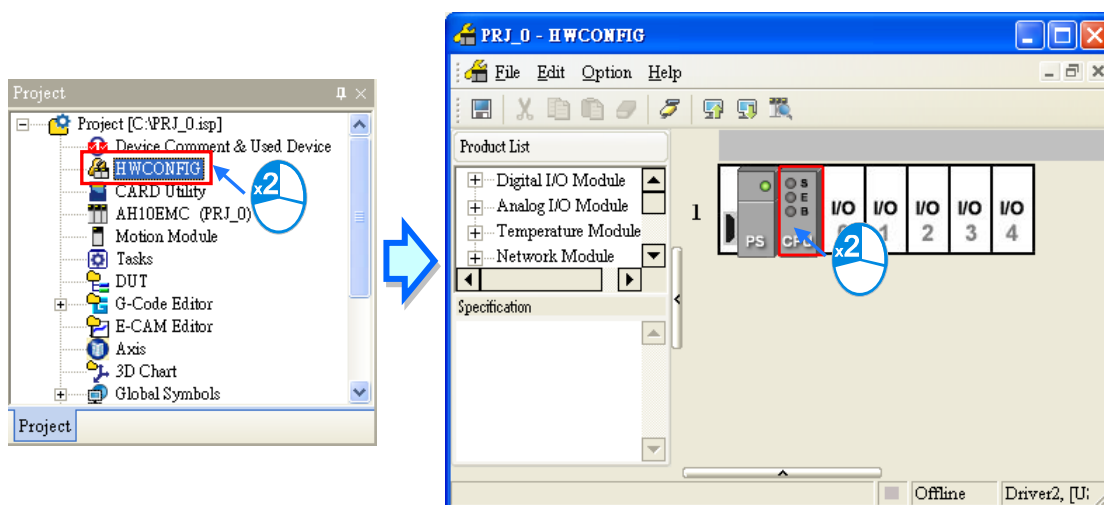 Project
Project [C:\PRJ_0.isp]
Device Comment & Used Device
HWCONFIG
CARD Utility
AH10EMC (PRJ_0)
Motion Module
Tasks
DUT
G-Code Editor
E-CAM Editor
Axis
3D Chart
Global Symbols
Project
x2
PRJ_0 - HWCONFIG
File Edit Option Help
Product List
Digital I/O Module
Analog I/O Module
Temperature Module
Network Module
Specification
1
PS
CPU
S
E
B
I/O I/O I/O I/O I/O
1 2 3 4
x2
Offline
Driver2, [U